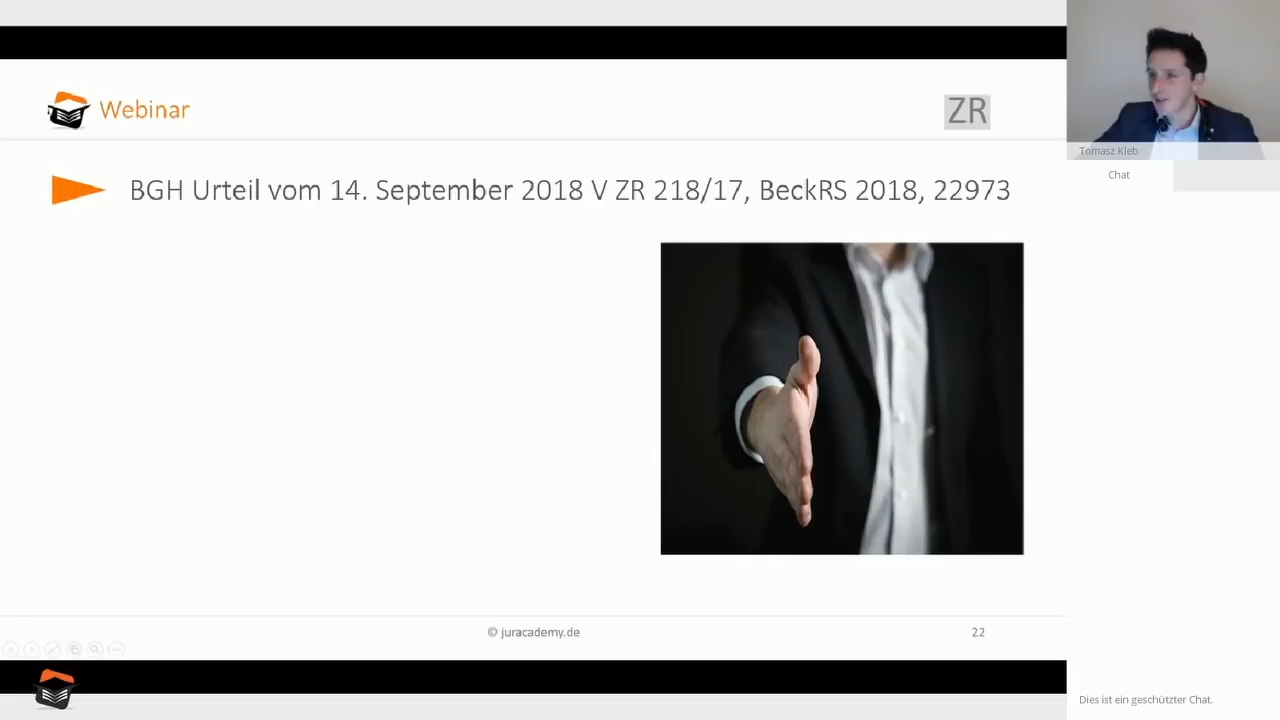 Webinar
ZR
BGH Urteil vom 14. September 2018 V ZR 218/17, BeckRS 2018, 22973
© juracademy.de
22
Tomasz Kleb
Chat
Dies ist ein geschützter Chat.